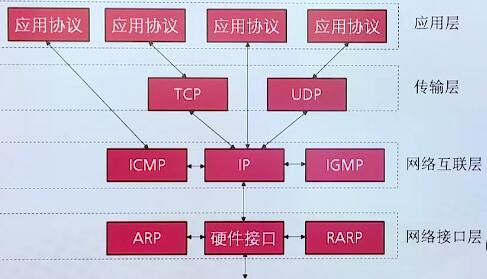 应用协议 应用协议 应用协议 应用协议 应用层
TCP UDP 传输层
ICMP IP IGMP 网络互联层
ARP 硬件接口 RARP 网络接口层